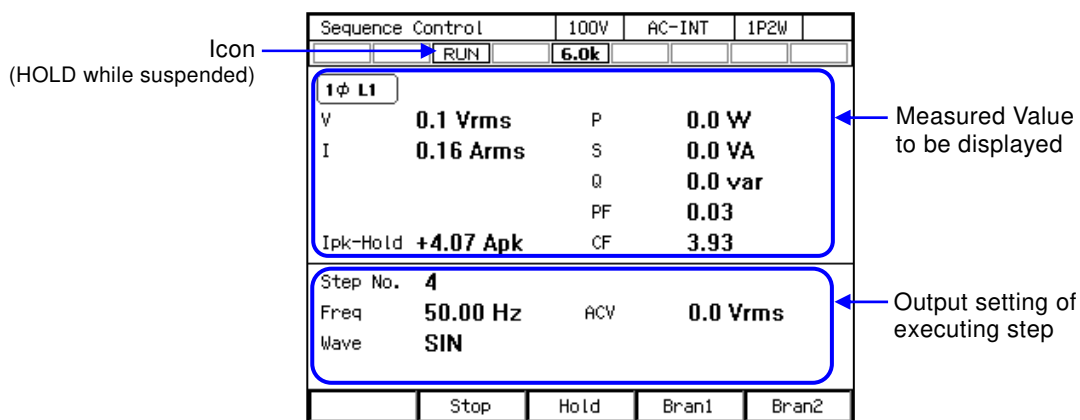 Sequence Control 100V AC-INT 1P2W
Icon
(HOLD while suspended)
RUN 6.0k
1ϕ L1
V 0.1 Vrms P 0.0 W
I 0.16 Arms S 0.0 VA
Q 0.0 var
PF 0.03
Ipk-Hold +4.07 Apk CF 3.93
Measured Value
to be displayed
Step No. 4
Freq 50.00 Hz ACV 0.0 Vrms
Wave SIN
Output setting of
executing step
Stop Hold Bran1 Bran2